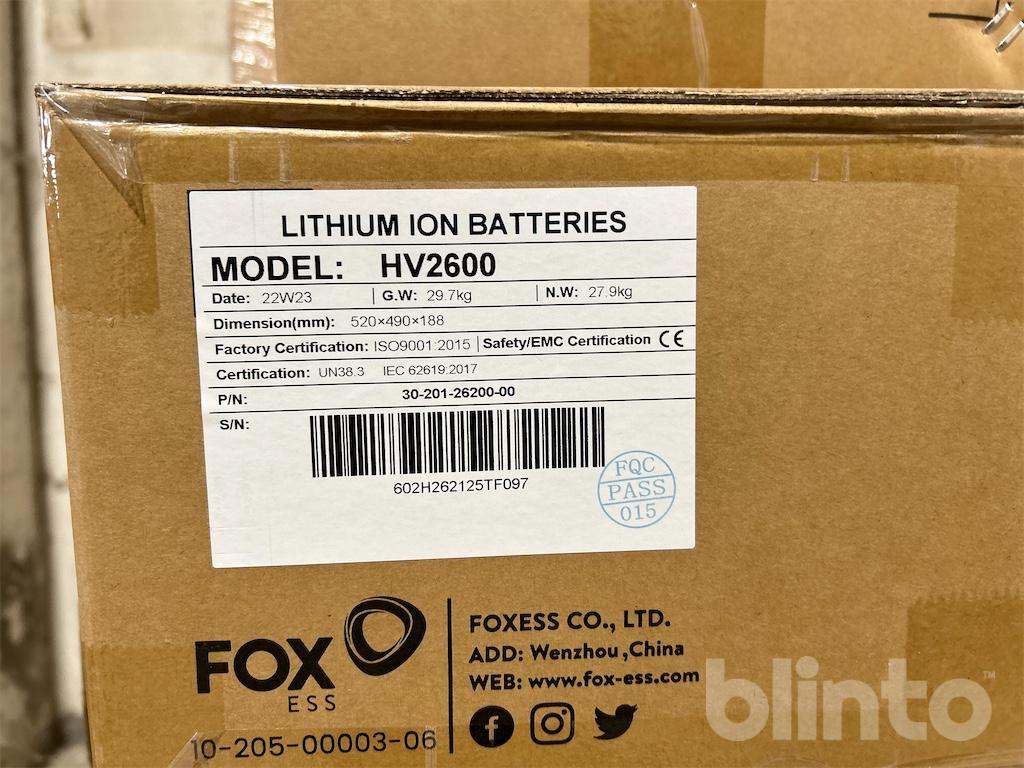 LITHIUM ION BATTERIES
MODEL: HV2600
Date: 22W23 G.W: 29.7kg N.W: 27.9kg
Dimension(mm): 520×490×188
Factory Certification: ISO9001:2015 Safety/EMC Certification CE
Certification: UN38.3 IEC 62619:2017
P/N: 30-201-26200-00
S/N:
602H262125TF097
FQC
PASS
015
FOX
ESS
10-205-00003-06
FOXESS CO., LTD.
ADD: Wenzhou,China
WEB: www.fox-ess.com
blinto™